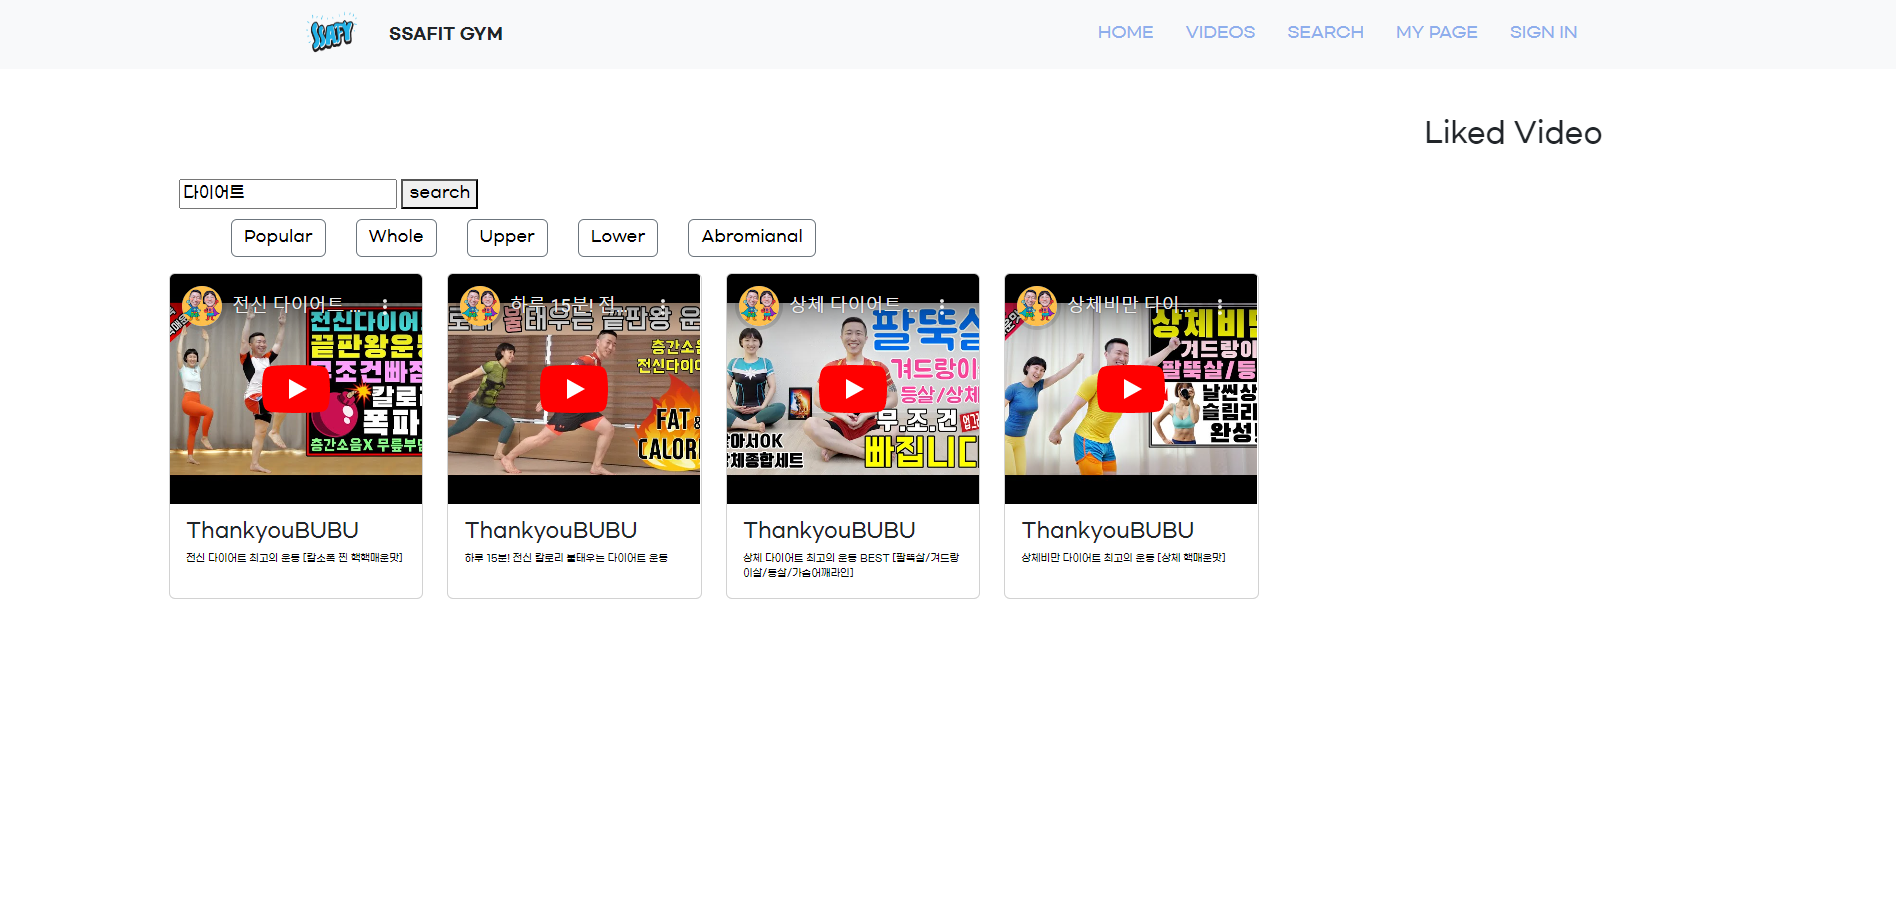 SSAFY
SSAFIT GYM
HOME
VIDEOS
SEARCH
MY PAGE
SIGN IN
Liked Video
다이어트
search
Popular
Whole
Upper
Lower
Abromianal
전신 다이어트 ...
전신다이어
끝판왕운
무조건빠짐
칼로
폭파
층간소음X 무릎부담
ThankyouBUBU
전신 다이어트 최고의 운동 [칼소폭 찐 핵핵매운맛]
하루 15분! 전...
불태우는 끝판왕 운
층간소음
전신다이어
FAT &
CALOR
ThankyouBUBU
하루 15분! 전신 칼로리 불태우는 다이어트 운동
상체 다이어트 ...
팔뚝살
겨드랑이
등살/상체
무.조.건
빠집니다
앉아서OK
상체종합세트
ThankyouBUBU
상체 다이어트 최고의 운동 BEST [팔뚝살/겨드랑
이살/등살/가슴어깨라인]
상체비만 다이...
상체비만
겨드랑이
팔뚝살/등
날씬상
슬림라
완성
ThankyouBUBU
상체비만 다이어트 최고의 운동 [상체 핵매운맛]